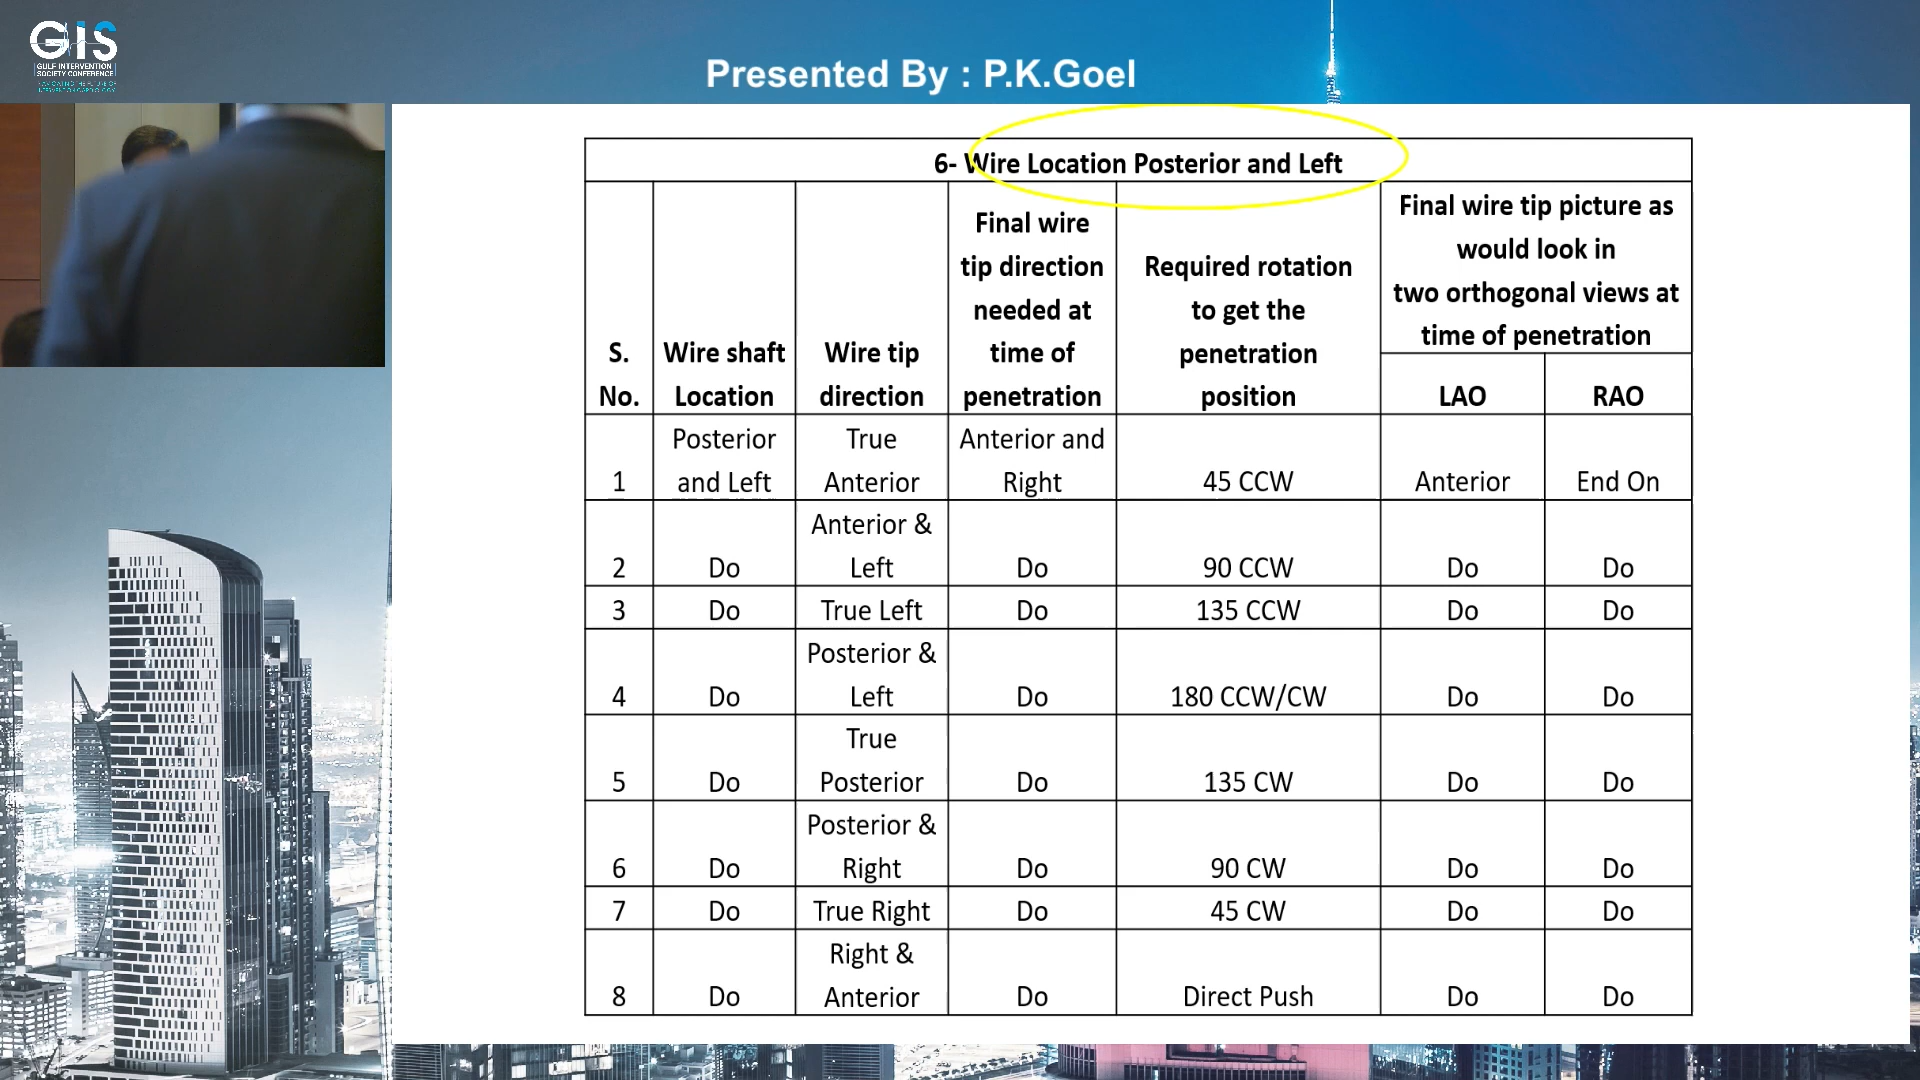 GIS
GULF INTERVENTION
SOCIETY CONFERENCE
Presented By : P.K.Goel
6- Wire Location Posterior and Left
S. No. | Wire shaft Location | Wire tip direction | Final wire tip direction needed at time of penetration | Required rotation to get the penetration position | Final wire tip picture as would look in two orthogonal views at time of penetration
LAO | RAO
1 | Posterior and Left | True Anterior | Anterior and Right | 45 CCW | Anterior | End On
2 | Do | Anterior & Left | Do | 90 CCW | Do | Do
3 | Do | True Left | Do | 135 CCW | Do | Do
4 | Do | Posterior & Left | Do | 180 CCW/CW | Do | Do
5 | Do | True Posterior | Do | 135 CW | Do | Do
6 | Do | Posterior & Right | Do | 90 CW | Do | Do
7 | Do | True Right | Do | 45 CW | Do | Do
8 | Do | Right & Anterior | Do | Direct Push | Do | Do